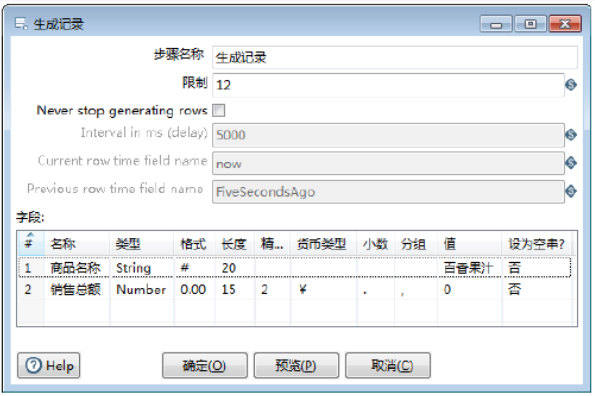 生成记录
步骤名称 生成记录
限制 12
Never stop generating rows
Interval in ms (delay) 5000
Current row time field name now
Previous row time field name FiveSecondsAgo
字段:
# 名称 类型 格式 长度 精... 货币类型 小数 分组 值 设为空串?
1 商品名称 String # 20 百香果汁 否
2 销售总额 Number 0.00 15 2 ¥ . , 0 否
Help 确定(O) 预览(P) 取消(C)